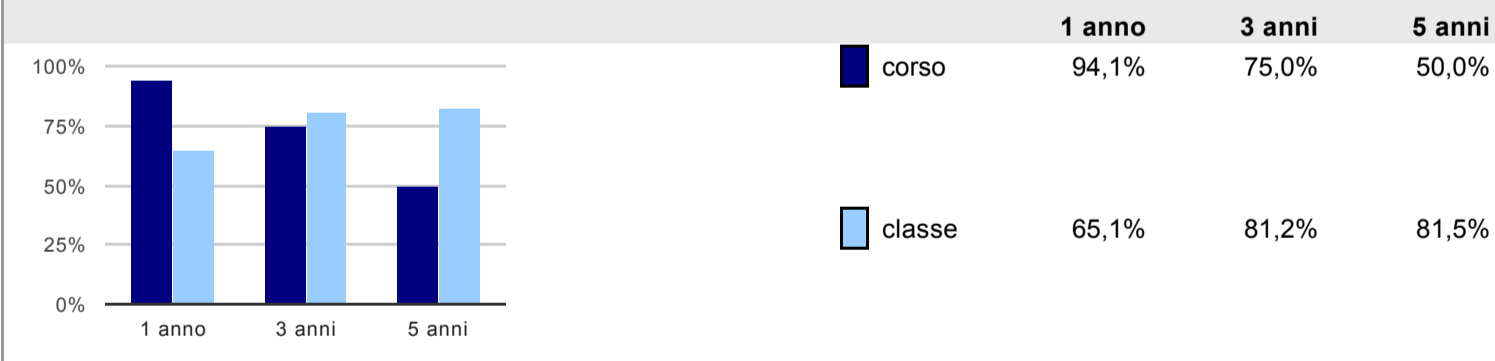 1 anno 3 anni 5 anni
100%
75%
50%
25%
0%
1 anno 3 anni 5 anni
corso 94,1% 75,0% 50,0%
classe 65,1% 81,2% 81,5%